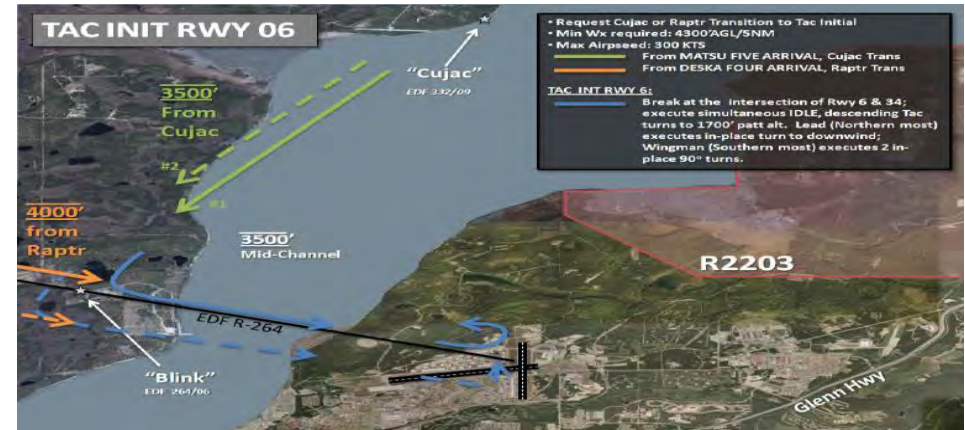 TAC INIT RWY 06
• Request Cujac or Raptr Transition to Tac Initial
• Min Wx required: 4300'AGL/5NM
• Max Airpseed: 300 KTS
From MATSU FIVE ARRIVAL, Cujac Trans
From DESKA FOUR ARRIVAL, Raptr Trans
TAC INT RWY 6:
Break at the intersection of Rwy 6 & 34;
execute simultaneous IDLE, descending Tac
turns to 1700' patt alt. Lead (Northern most)
executes in-place turn to downwind;
Wingman (Southern most) executes 2 in-
place 90° turns.
"Cujac"
EDF 332/09
3500'
From
Cujac
#2
#1
4000'
from
Raptr
3500'
Mid-Channel
R2203
EDF R-264
"Blink"
EDF 264/06
Glenn Hwy